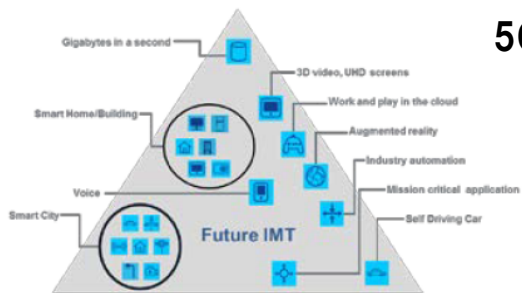 Gigabytes in a second
3D video, UHD screens
Smart Home/Building
Work and play in the cloud
Augmented reality
Industry automation
Voice
Mission critical application
Smart City
Future IMT
Self Driving Car